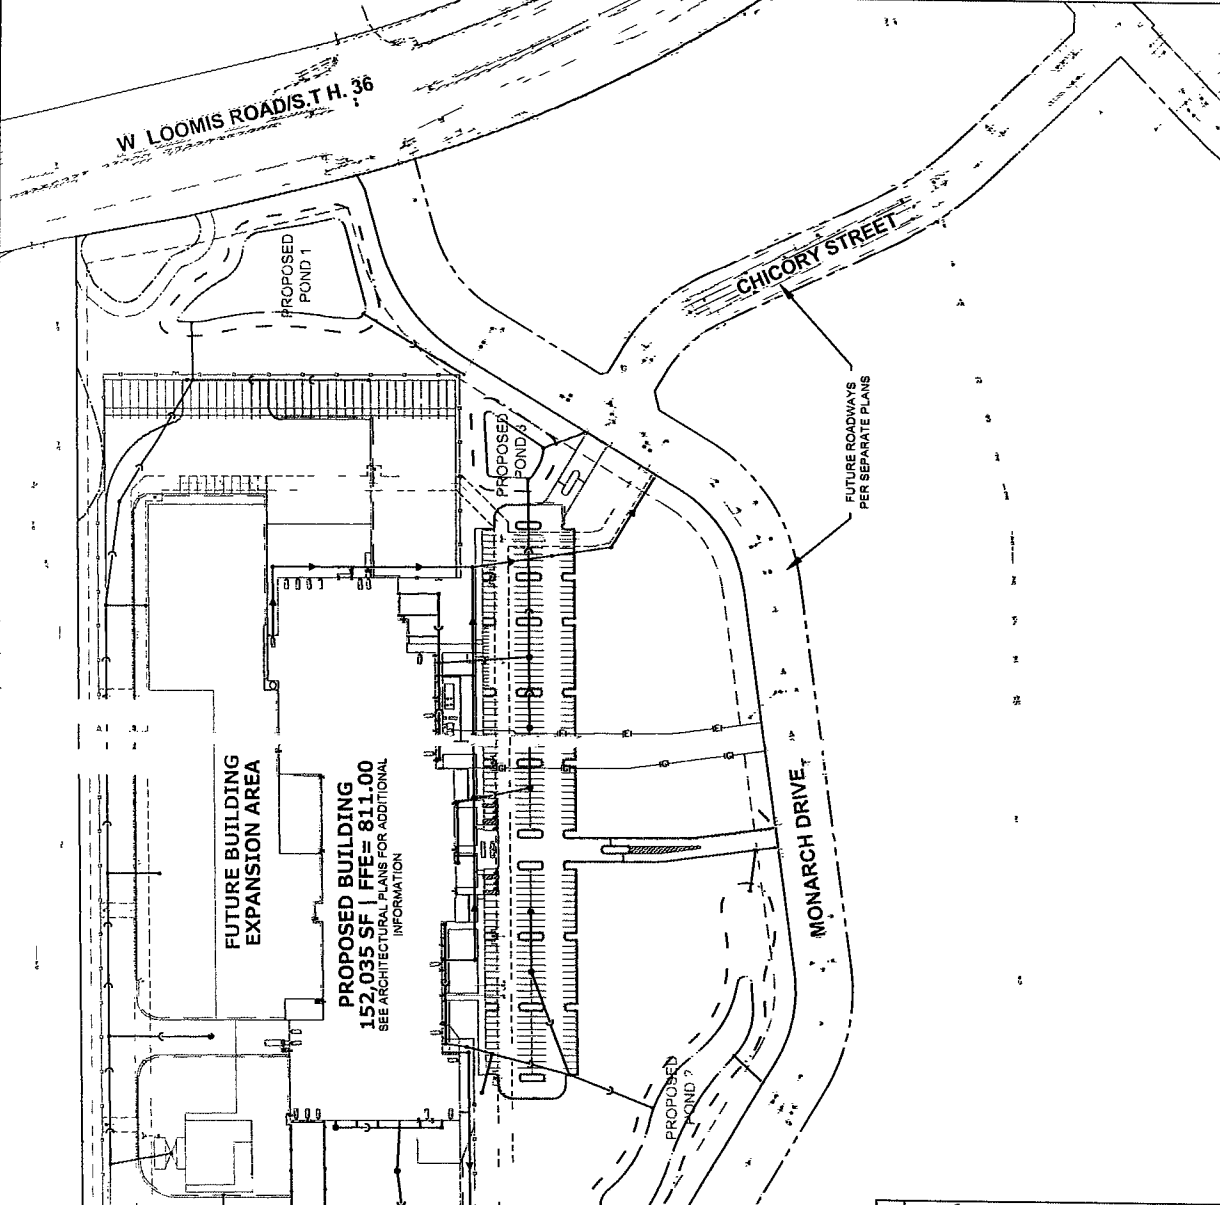 W LOOMIS ROAD/S.T H. 36
CHICORY STREET
PROPOSED
POND 1
FUTURE ROADWAYS
PER SEPARATE PLANS
PROPOSED
POND 3
FUTURE BUILDING
EXPANSION AREA
PROPOSED BUILDING
152,035 SF | FFE= 811.00
SEE ARCHITECTURAL PLANS FOR ADDITIONAL
INFORMATION
MONARCH DRIVE
PROPOSED
POND 2